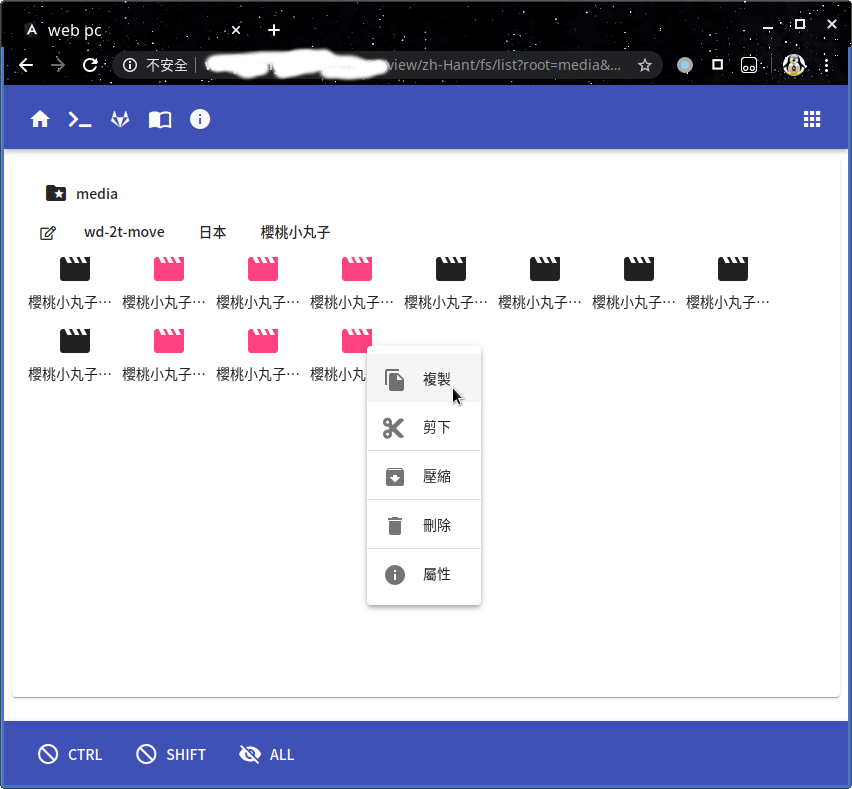 web pc
不安全
view/zh-Hant/fs/list?root=media&...
media
wd-2t-move 日本 櫻桃小丸子
櫻桃小丸子… 櫻桃小丸子… 櫻桃小丸子… 櫻桃小丸子… 櫻桃小丸子… 櫻桃小丸子… 櫻桃小丸子… 櫻桃小丸子…
櫻桃小丸子… 櫻桃小丸子… 櫻桃小丸子… 櫻桃小丸
複製
剪下
壓縮
刪除
屬性
CTRL SHIFT ALL